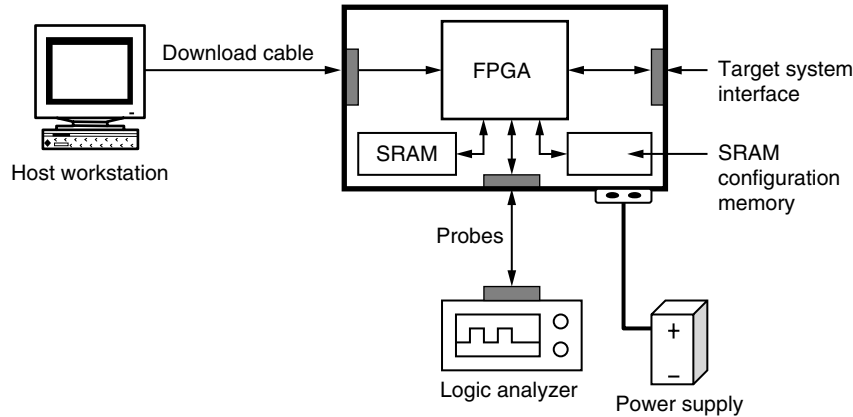 Download cable
FPGA
Target system
interface
SRAM
SRAM
configuration
memory
Host workstation
Probes
+
−
Logic analyzer
Power supply